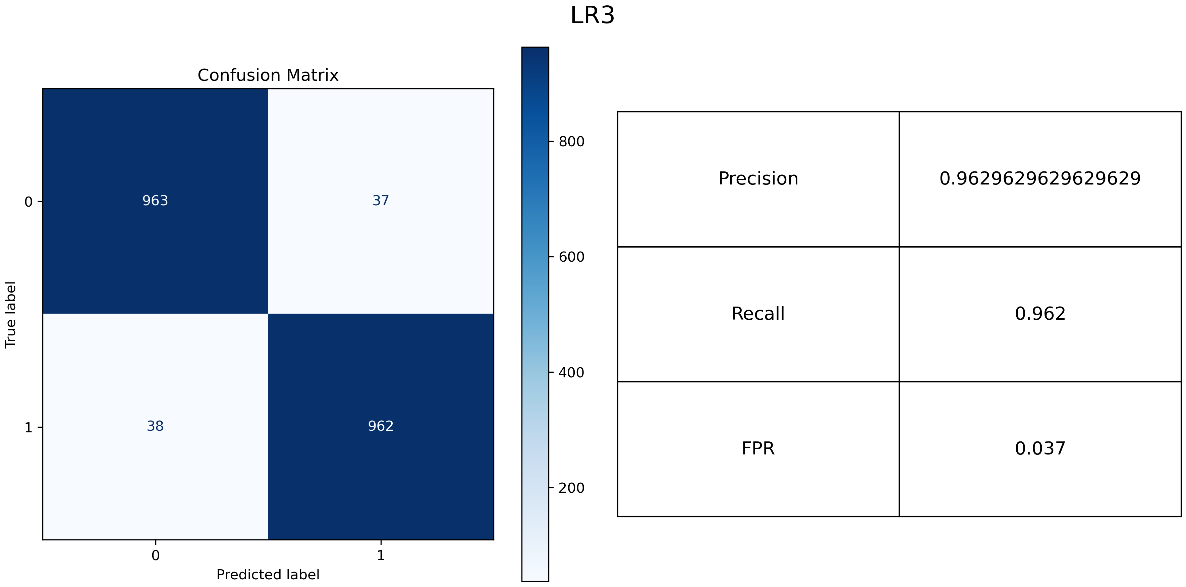 LR3
Confusion Matrix
True label
0
963
37
1
38
962
0
1
Predicted label
800
600
400
200
Precision
0.9629629629629629
Recall
0.962
FPR
0.037